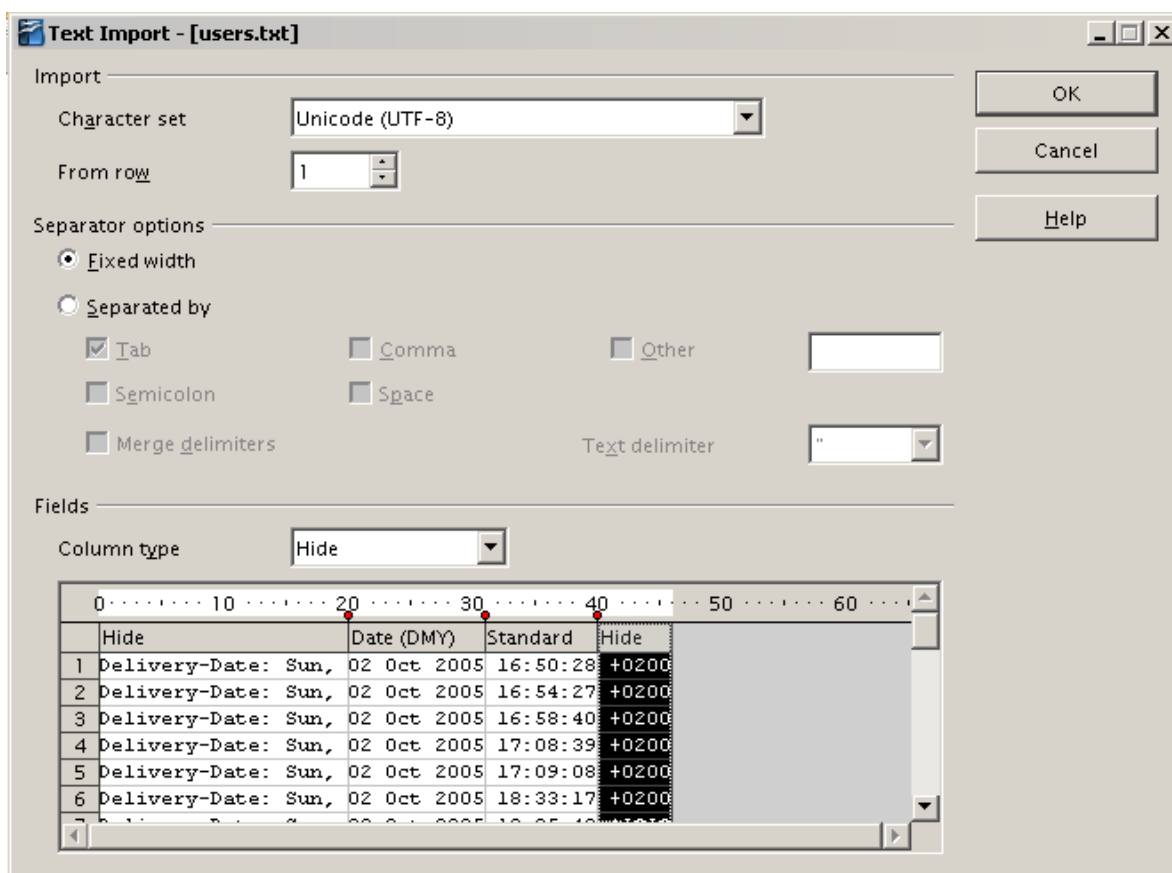 Text Import - [users.txt]
Import
OK
Character set Unicode (UTF-8)
Cancel
From row 1
Help
Separator options
Fixed width
Separated by
Tab Comma Other
Semicolon Space
Merge delimiters Text delimiter "
Fields
Column type Hide
0 10 20 30 40 50 60
Hide Date (DMY) Standard Hide
1 Delivery-Date: Sun, 02 Oct 2005 16:50:28 +0200
2 Delivery-Date: Sun, 02 Oct 2005 16:54:27 +0200
3 Delivery-Date: Sun, 02 Oct 2005 16:58:40 +0200
4 Delivery-Date: Sun, 02 Oct 2005 17:08:39 +0200
5 Delivery-Date: Sun, 02 Oct 2005 17:09:08 +0200
6 Delivery-Date: Sun, 02 Oct 2005 18:33:17 +0200